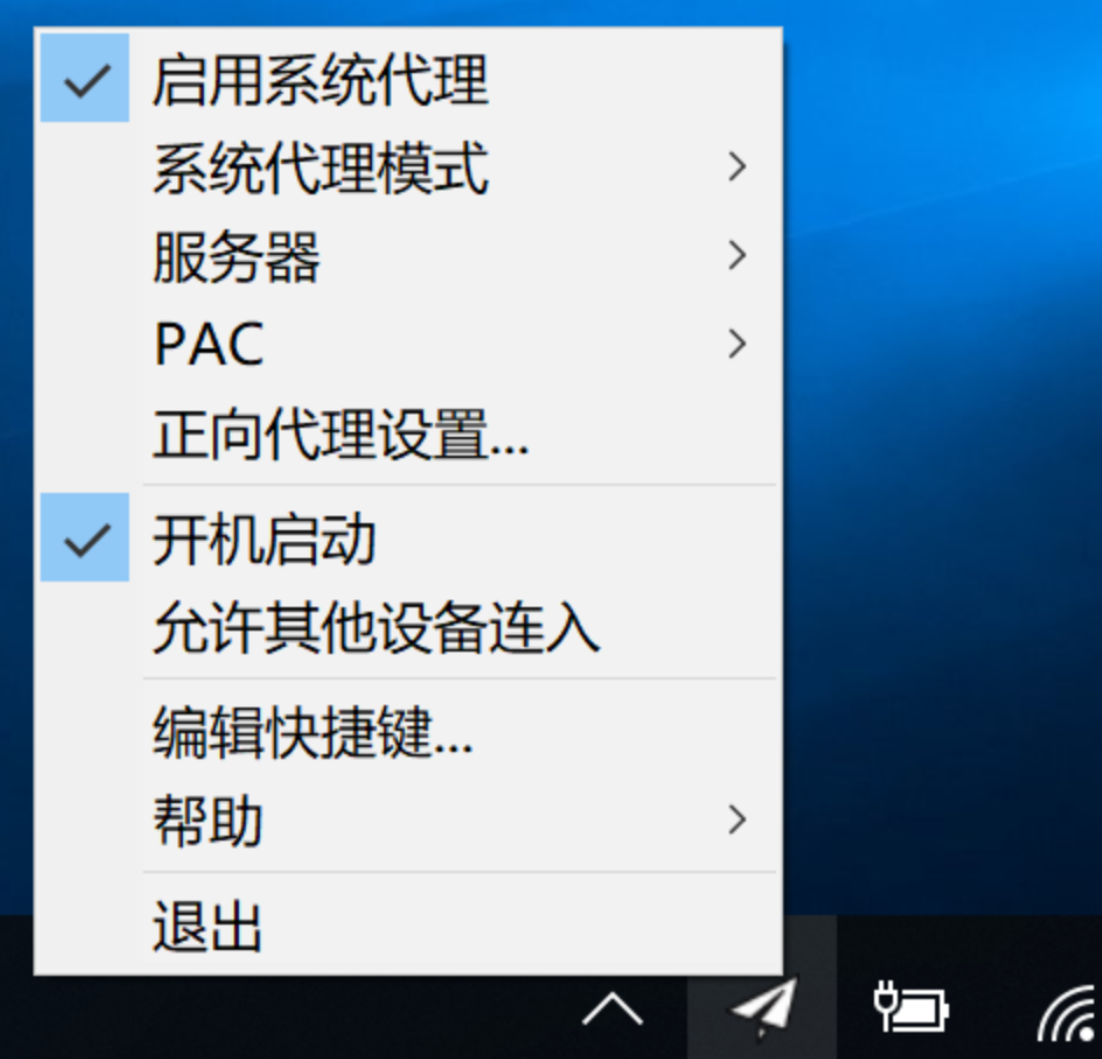 启用系统代理
系统代理模式
服务器
PAC
正向代理设置...
开机启动
允许其他设备连入
编辑快捷键...
帮助
退出